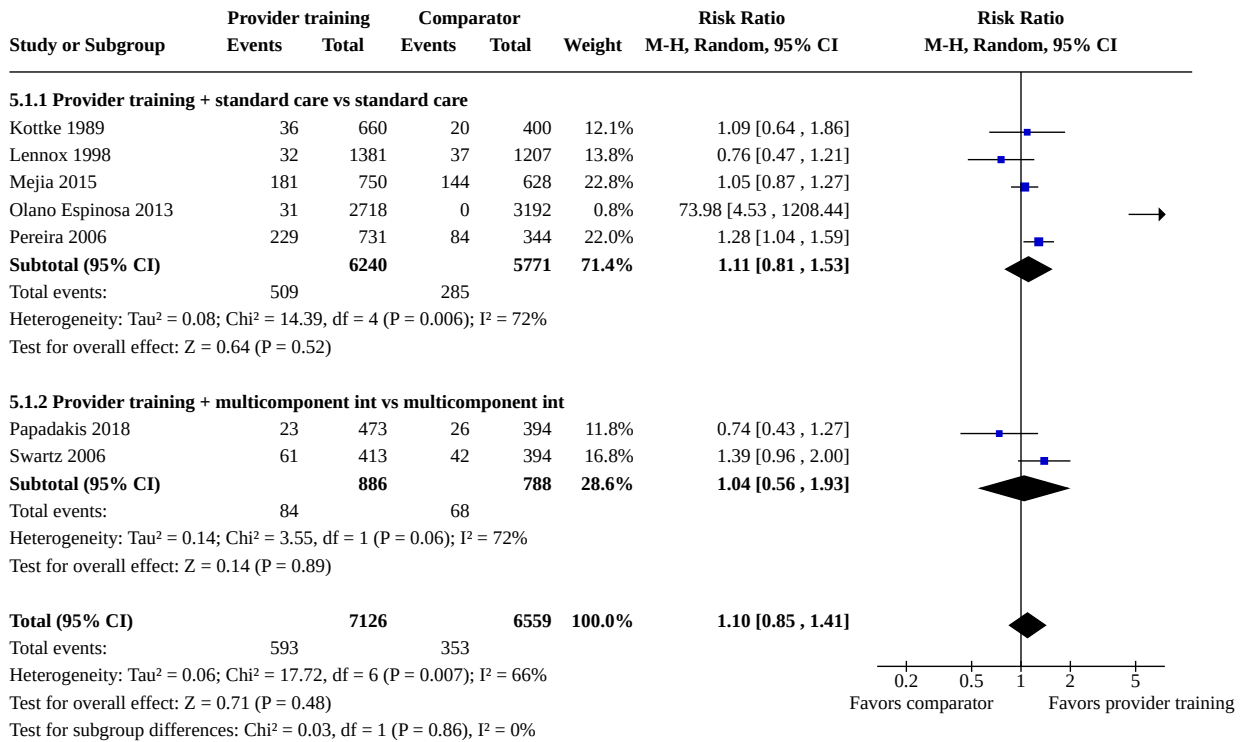 Provider training Comparator Risk Ratio Risk Ratio
Study or Subgroup Events Total Events Total Weight M-H, Random, 95% CI M-H, Random, 95% CI
5.1.1 Provider training + standard care vs standard care
Kottke 1989 36 660 20 400 12.1% 1.09 [0.64 , 1.86]
Lennox 1998 32 1381 37 1207 13.8% 0.76 [0.47 , 1.21]
Mejia 2015 181 750 144 628 22.8% 1.05 [0.87 , 1.27]
Olano Espinosa 2013 31 2718 0 3192 0.8% 73.98 [4.53 , 1208.44]
Pereira 2006 229 731 84 344 22.0% 1.28 [1.04 , 1.59]
Subtotal (95% CI) 6240 5771 71.4% 1.11 [0.81 , 1.53]
Total events: 509 285
Heterogeneity: Tau² = 0.08; Chi² = 14.39, df = 4 (P = 0.006); I² = 72%
Test for overall effect: Z = 0.64 (P = 0.52)
5.1.2 Provider training + multicomponent int vs multicomponent int
Papadakis 2018 23 473 26 394 11.8% 0.74 [0.43 , 1.27]
Swartz 2006 61 413 42 394 16.8% 1.39 [0.96 , 2.00]
Subtotal (95% CI) 886 788 28.6% 1.04 [0.56 , 1.93]
Total events: 84 68
Heterogeneity: Tau² = 0.14; Chi² = 3.55, df = 1 (P = 0.06); I² = 72%
Test for overall effect: Z = 0.14 (P = 0.89)
Total (95% CI) 7126 6559 100.0% 1.10 [0.85 , 1.41]
Total events: 593 353
Heterogeneity: Tau² = 0.06; Chi² = 17.72, df = 6 (P = 0.007); I² = 66%
0.2 0.5 1 2 5
Test for overall effect: Z = 0.71 (P = 0.48)
Favors comparator Favors provider training
Test for subgroup differences: Chi² = 0.03, df = 1 (P = 0.86), I² = 0%